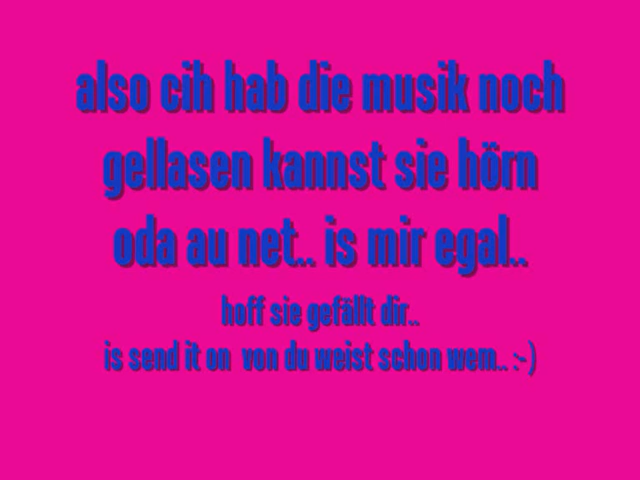 also cih hab die musik noch
gellasen kannst sie hörn
oda au net.. is mir egal..
hoff sie gefällt dir..
is send it on von du weist schon wem.. :-)